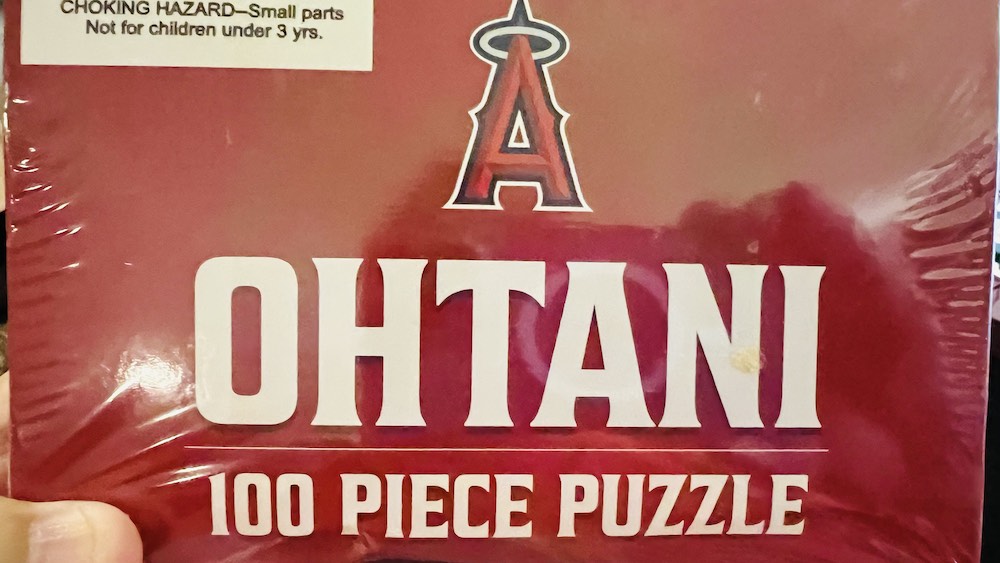 CHOKING HAZARD—Small parts
Not for children under 3 yrs.
A
OHTANI
100 PIECE PUZZLE